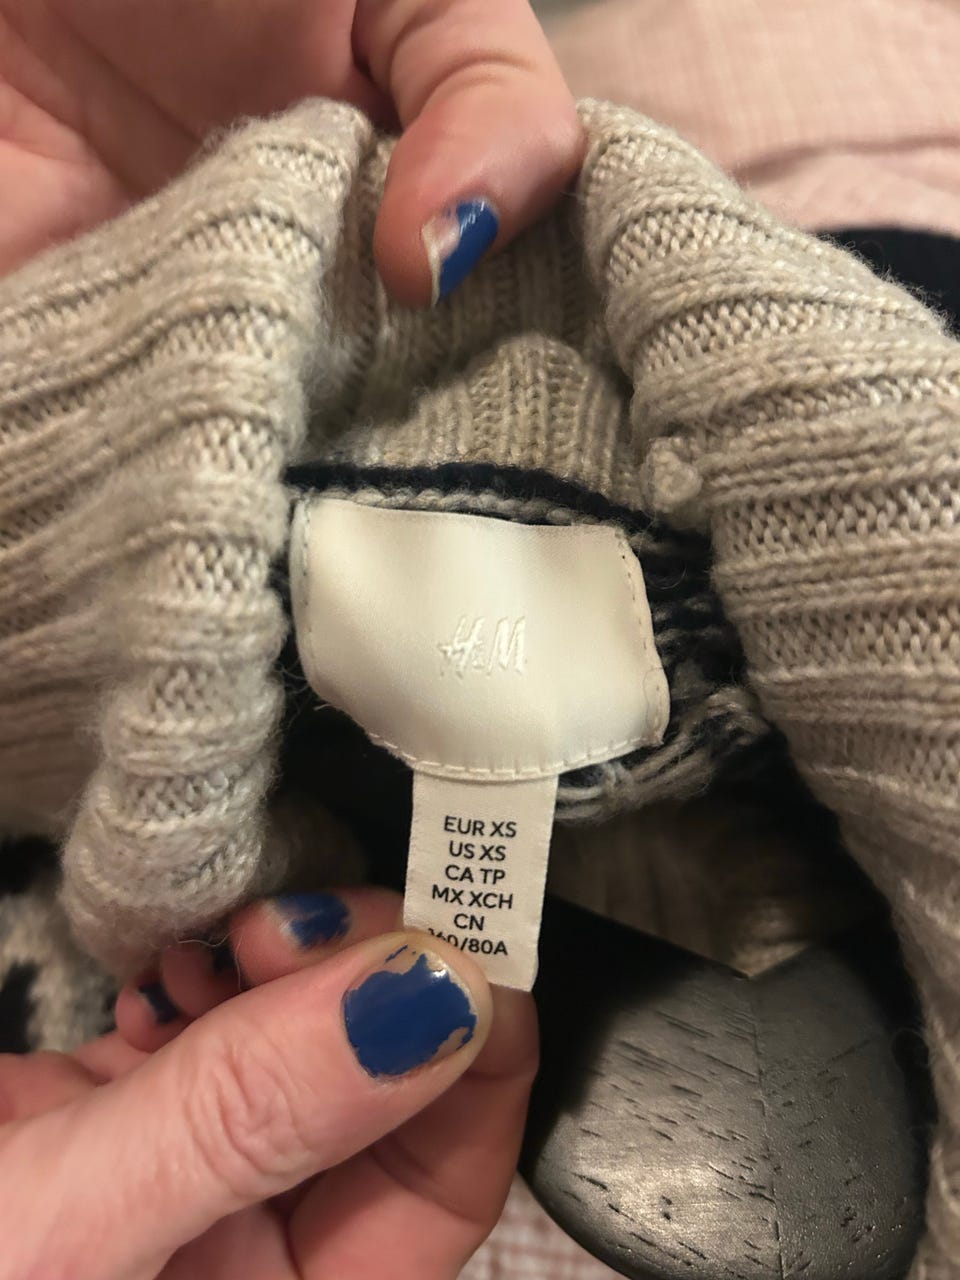 H&M
EUR XS
US XS
CA TP
MX XCH
CN
160/80A